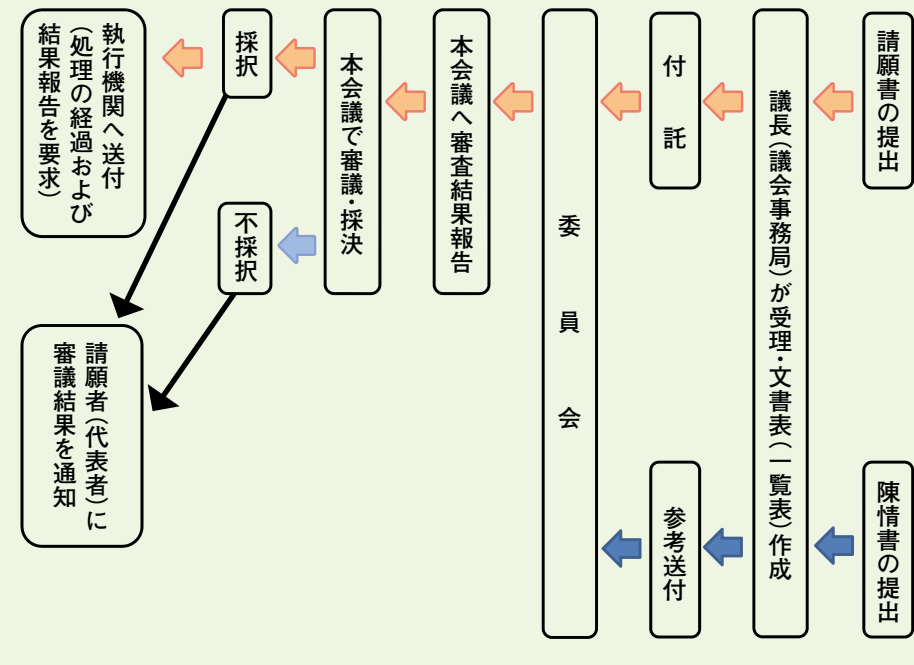 請願書の提出
陳情書の提出
議長（議会事務局）が受理・文書表（一覧表）作成
付託
参考送付
委員会
本会議へ審査結果報告
本会議で審議・採決
採択
不採択
執行機関へ送付
（処理の経過および
結果報告を要求）
請願者（代表者）に
審議結果を通知